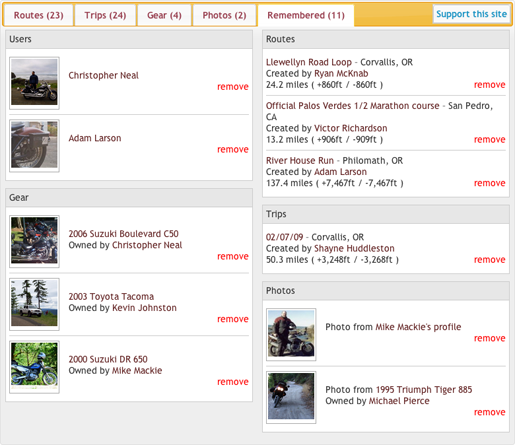 Routes (23)
Trips (24)
Gear (4)
Photos (2)
Remembered (11)
Support this site
Users
Christopher Neal
remove
Adam Larson
remove
Gear
2006 Suzuki Boulevard C50
Owned by Christopher Neal
remove
2003 Toyota Tacoma
Owned by Kevin Johnston
remove
2000 Suzuki DR 650
Owned by Mike Mackie
remove
Routes
Llewellyn Road Loop - Corvallis, OR
Created by Ryan McKnab
24.2 miles ( +860ft / -860ft )
remove
Official Palos Verdes 1/2 Marathon course - San Pedro,
CA
Created by Victor Richardson
13.2 miles ( +906ft / -909ft )
remove
River House Run - Philomath, OR
Created by Adam Larson
137.4 miles ( +7,467ft / -7,467ft )
remove
Trips
02/07/09 - Corvallis, OR
Created by Shayne Huddleston
50.3 miles ( +3,248ft / -3,268ft )
remove
Photos
Photo from Mike Mackie's profile
remove
Photo from 1995 Triumph Tiger 885
Owned by Michael Pierce
remove